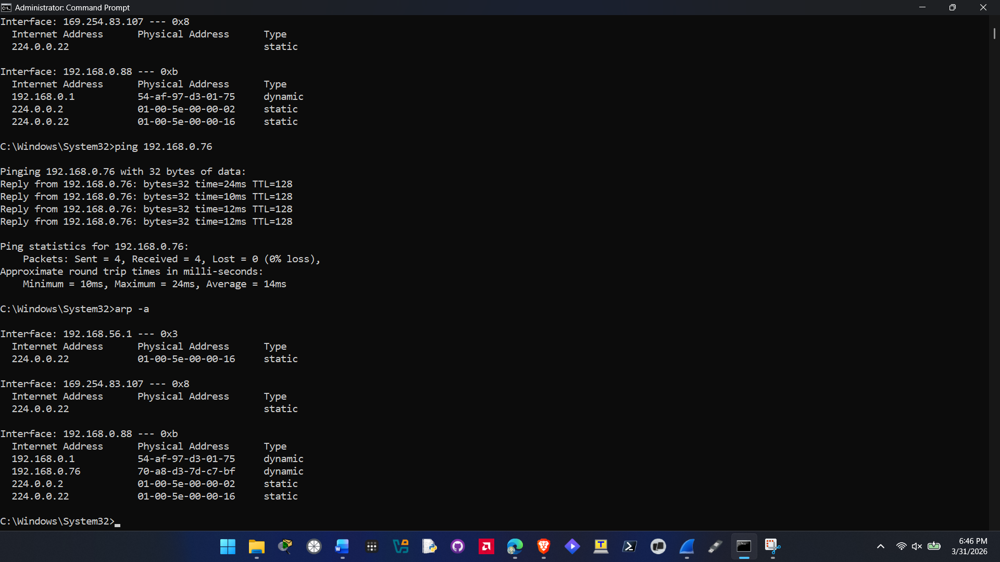 Administrator: Command Prompt
Interface: 169.254.83.107 --- 0x8
  Internet Address      Physical Address      Type
  224.0.0.22                                  static

Interface: 192.168.0.88 --- 0xb
  Internet Address      Physical Address      Type
  192.168.0.1           54-af-97-d3-01-75     dynamic
  224.0.0.2             01-00-5e-00-00-02     static
  224.0.0.22            01-00-5e-00-00-16     static

C:\Windows\System32>ping 192.168.0.76

Pinging 192.168.0.76 with 32 bytes of data:
Reply from 192.168.0.76: bytes=32 time=24ms TTL=128
Reply from 192.168.0.76: bytes=32 time=10ms TTL=128
Reply from 192.168.0.76: bytes=32 time=12ms TTL=128
Reply from 192.168.0.76: bytes=32 time=12ms TTL=128

Ping statistics for 192.168.0.76:
    Packets: Sent = 4, Received = 4, Lost = 0 (0% loss),
Approximate round trip times in milli-seconds:
    Minimum = 10ms, Maximum = 24ms, Average = 14ms

C:\Windows\System32>arp -a

Interface: 192.168.56.1 --- 0x3
  Internet Address      Physical Address      Type
  224.0.0.22            01-00-5e-00-00-16     static

Interface: 169.254.83.107 --- 0x8
  Internet Address      Physical Address      Type
  224.0.0.22                                  static

Interface: 192.168.0.88 --- 0xb
  Internet Address      Physical Address      Type
  192.168.0.1           54-af-97-d3-01-75     dynamic
  192.168.0.76          70-a8-d3-7d-c7-bf     dynamic
  224.0.0.2             01-00-5e-00-00-02     static
  224.0.0.22            01-00-5e-00-00-16     static

C:\Windows\System32>_
6:46 PM
3/31/2026